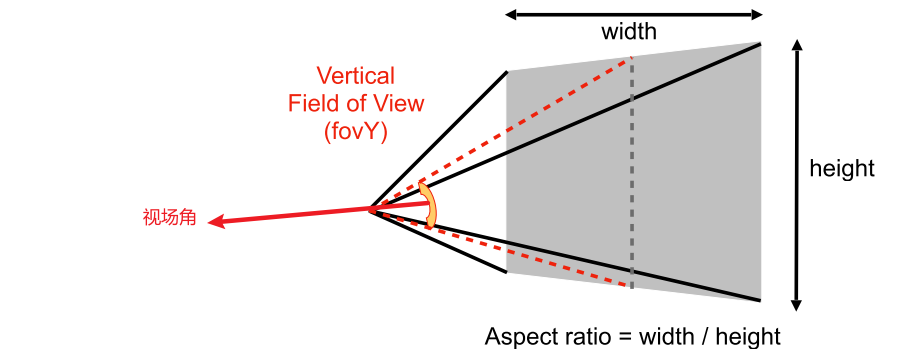 width
Vertical
Field of View
(fovY)
height
视场角
Aspect ratio = width / height